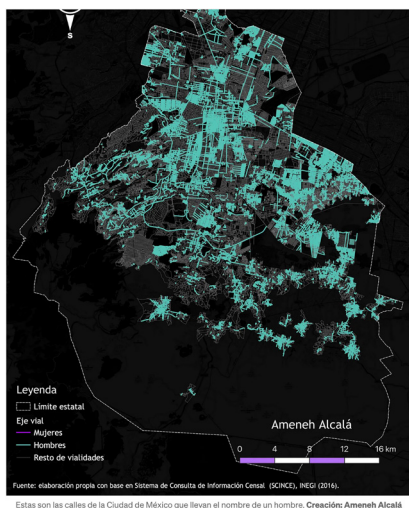 S
Leyenda
Límite estatal
Eje vial
Mujeres
Hombres
Resto de vialidades
Ameneh Alcalá
0 4 8 12 16 km
Fuente: elaboración propia con base en Sistema de Consulta de Información Censal (SCINCE), INEGI (2016).
Estas son las calles de la Ciudad de México que llevan el nombre de un hombre. Creación: Ameneh Alcalá